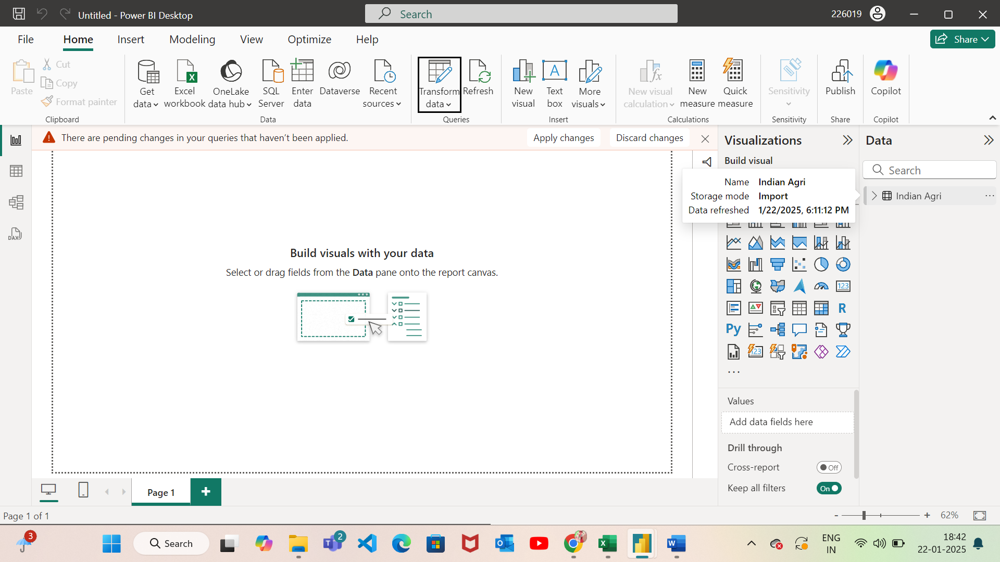 Untitled - Power BI Desktop
Search
226019
File
Home
Insert
Modeling
View
Optimize
Help
Share
Paste
Cut
Copy
Format painter
Clipboard
Get
data
Excel
workbook
OneLake
data hub
SQL
Server
Enter
data
Dataverse
Recent
sources
Data
Transform
data
Refresh
Queries
New
visual
Text
box
More
visuals
Insert
New visual
calculation
New
measure
Quick
measure
Calculations
Sensitivity
Sensitivity
Publish
Share
Copilot
Copilot
There are pending changes in your queries that haven't been applied.
Apply changes
Discard changes
Visualizations
Data
Build visual
Search
Name Indian Agri
Storage mode Import
Data refreshed 1/22/2025, 6:11:12 PM
Indian Agri
DAX
Build visuals with your data
Select or drag fields from the Data pane onto the report canvas.
123
R
Py
123
Values
Add data fields here
Drill through
Cross-report
Off
Keep all filters
On
Page 1
Page 1 of 1
- + 62%
3
Search
2
ENG
IN
18:42
22-01-2025